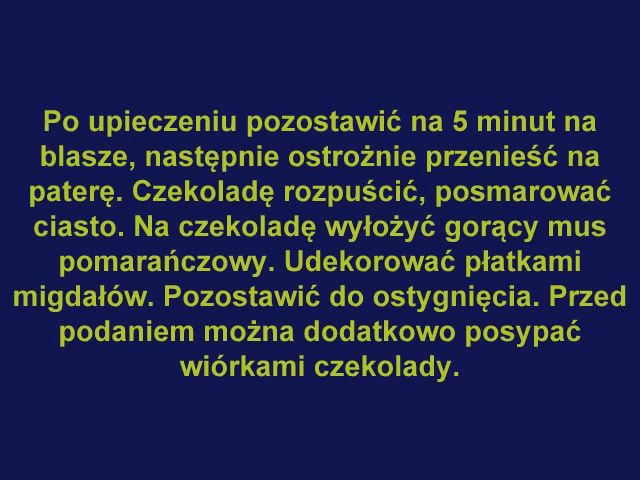 Po upieczeniu pozostawić na 5 minut na
blasze, następnie ostrożnie przenieść na
paterę. Czekoladę rozpuścić, posmarować
ciasto. Na czekoladę wyłożyć gorący mus
pomarańczowy. Udekorować płatkami
migdałów. Pozostawić do ostygnięcia. Przed
podaniem można dodatkowo posypać
wiórkami czekolady.